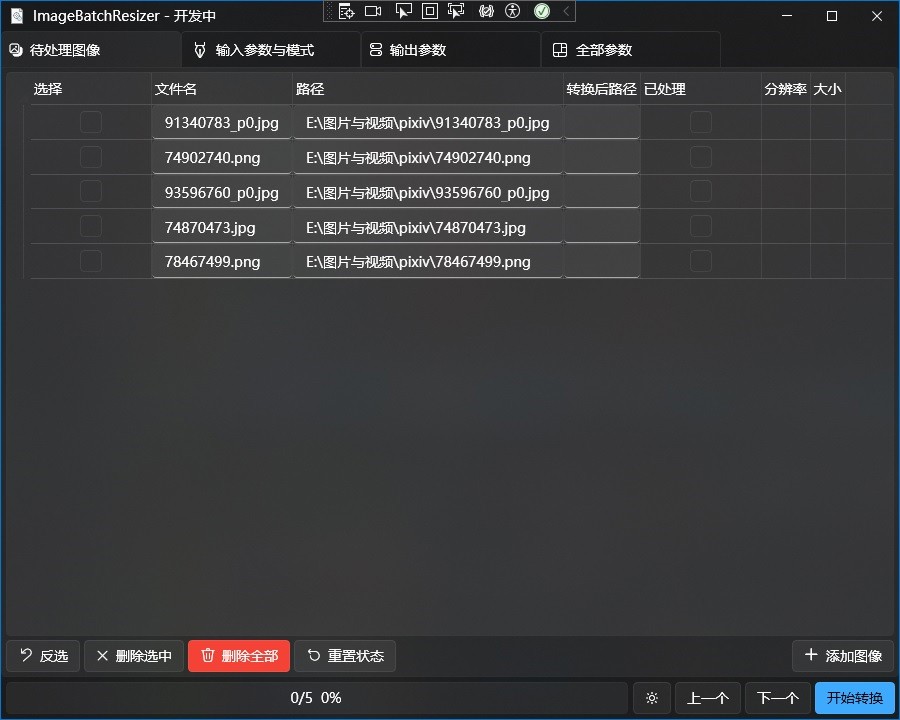 ImageBatchResizer - 开发中
待处理图像 输入参数与模式 输出参数 全部参数
选择 文件名 路径 转换后路径 已处理 分辨率 大小
91340783_p0.jpg E:\图片与视频\pixiv\91340783_p0.jpg
74902740.png E:\图片与视频\pixiv\74902740.png
93596760_p0.jpg E:\图片与视频\pixiv\93596760_p0.jpg
74870473.jpg E:\图片与视频\pixiv\74870473.jpg
78467499.png E:\图片与视频\pixiv\78467499.png
反选 删除选中 删除全部 重置状态 添加图像
0/5 0% 上一个 下一个 开始转换